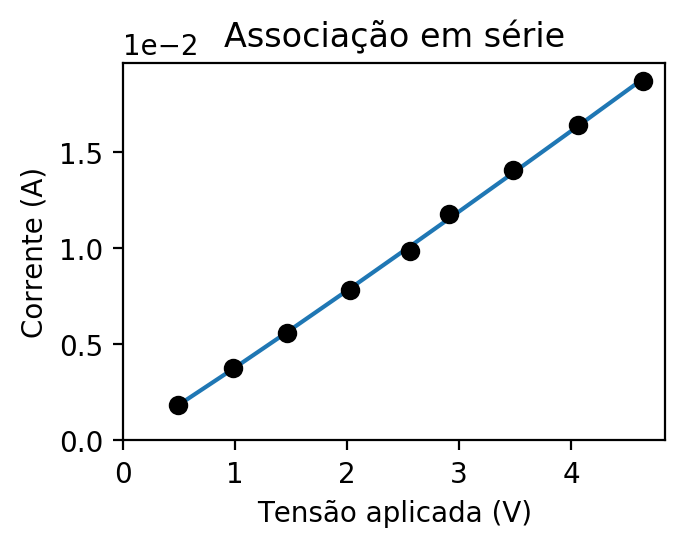 Associação em série
1e−2
1.5
1.0
0.5
0.0
Corrente (A)
0
1
2
3
4
Tensão aplicada (V)